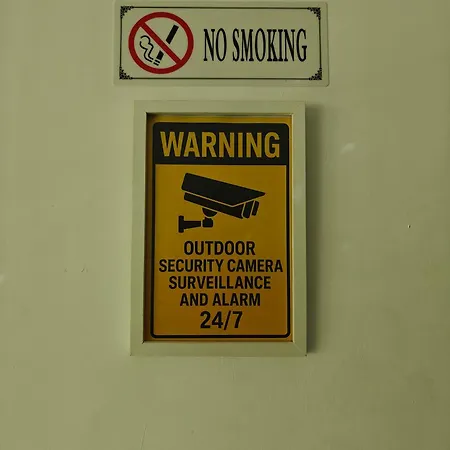 NO SMOKING
WARNING
OUTDOOR
SECURITY CAMERA
SURVEILLANCE
AND ALARM
24/7